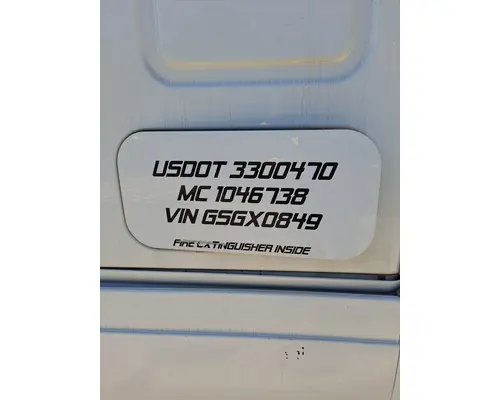 USDOT 3300470
MC 1046738
VIN GSGX0849
FIRE EXTINGUISHER INSIDE